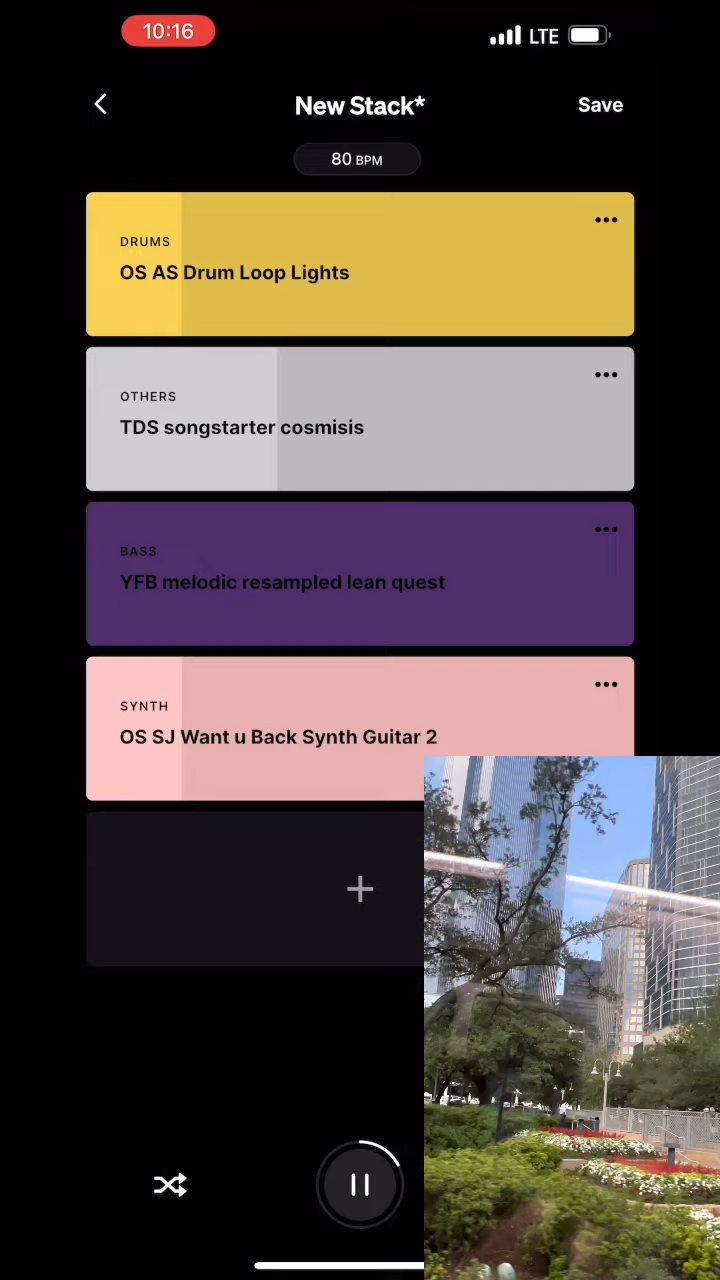 10:16
LTE
New Stack*
Save
80 BPM
DRUMS
OS AS Drum Loop Lights
OTHERS
TDS songstarter cosmisis
BASS
YFB melodic resampled lean quest
SYNTH
OS SJ Want u Back Synth Guitar 2